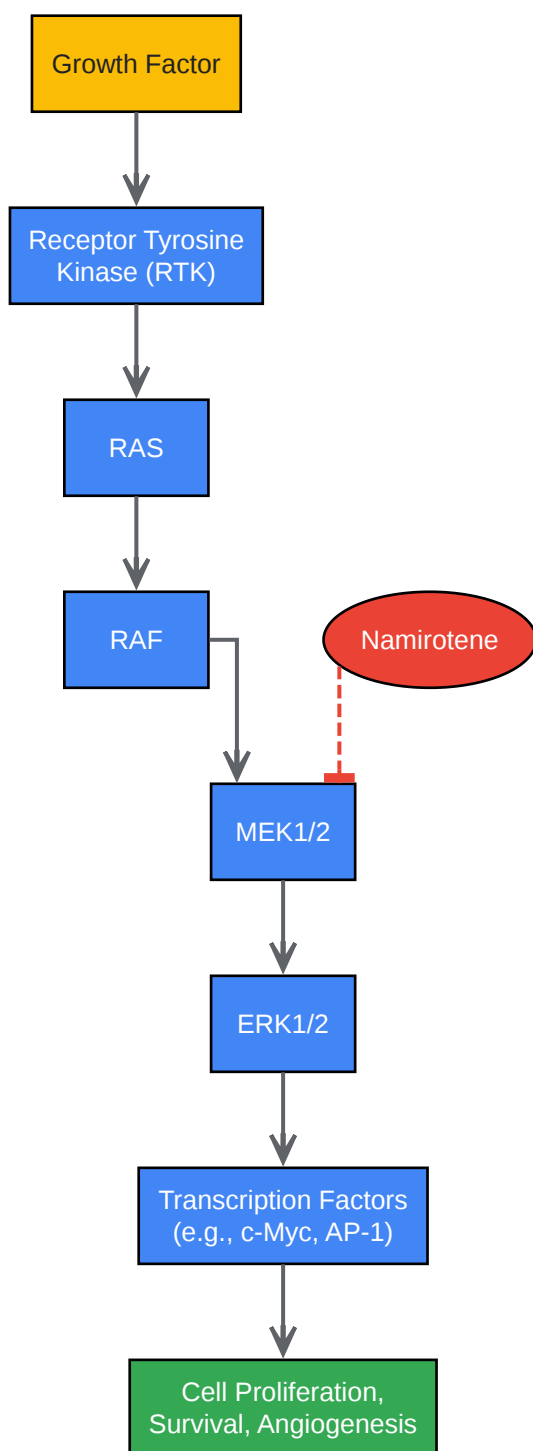 Growth Factor
Receptor Tyrosine
Kinase (RTK)
RAS
RAF
Namirotene
MEK1/2
ERK1/2
Transcription Factors
(e.g., c-Myc, AP-1)
Cell Proliferation,
Survival, Angiogenesis